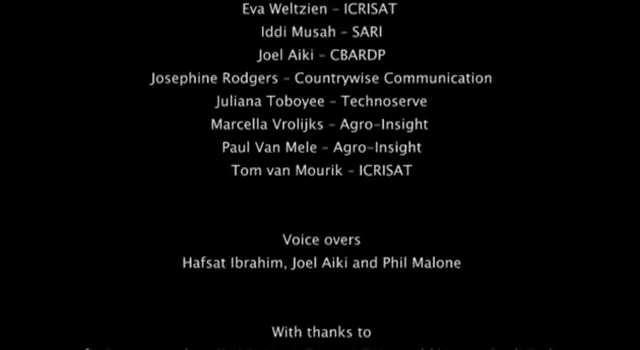 Eva Weltzien – ICRISAT
Iddi Musah – SARI
Joel Aiki – CBARDP
Josephine Rodgers – Countrywise Communication
Juliana Toboyee – Technoserve
Marcella Vrolijks – Agro-Insight
Paul Van Mele – Agro-Insight
Tom van Mourik – ICRISAT
Voice overs
Hafsat Ibrahim, Joel Aiki and Phil Malone
With thanks to